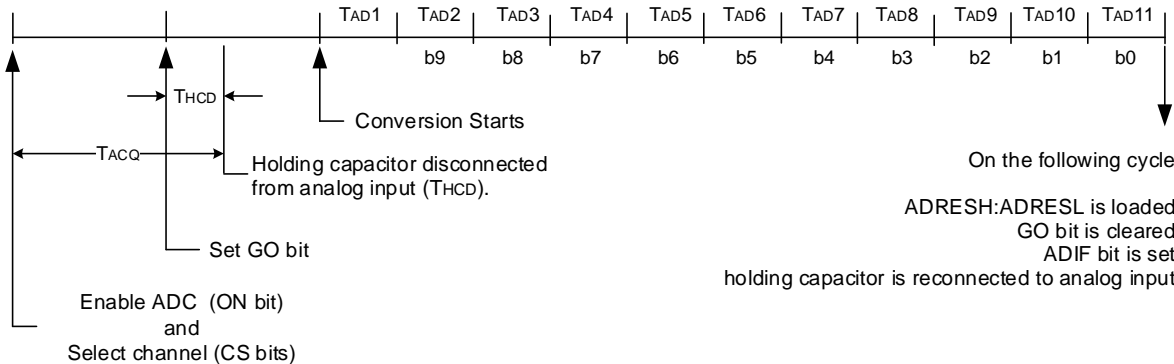 TAD1 TAD2 TAD3 TAD4 TAD5 TAD6 TAD7 TAD8 TAD9 TAD10 TAD11
b9 b8 b7 b6 b5 b4 b3 b2 b1 b0
THCD
Conversion Starts
TACQ
Holding capacitor disconnected
from analog input (THCD).
Set GO bit
Enable ADC (ON bit)
and
Select channel (CS bits)
On the following cycle
ADRESH:ADRESL is loaded
GO bit is cleared
ADIF bit is set
holding capacitor is reconnected to analog input